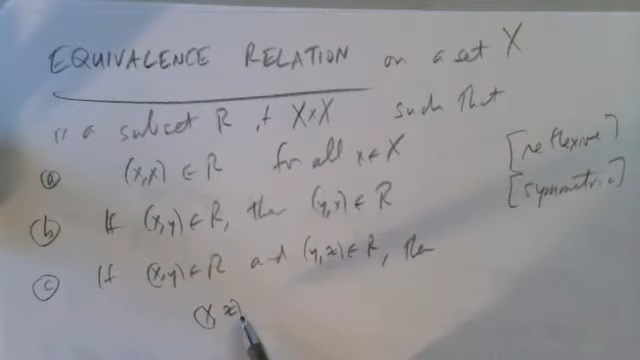 EQUIVALENCE RELATION on a set X
is a subset R of X×X such that
(a) (x,x) ∈ R for all x ∈ X [reflexive]
(b) If (x,y) ∈ R, then (y,x) ∈ R [symmetric]
(c) If (x,y) ∈ R and (y,z) ∈ R, then
(x z)